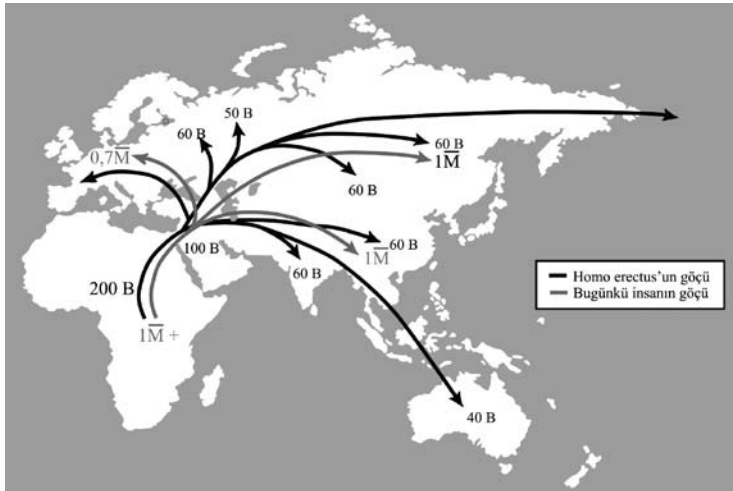 50 B
60 B
60 B
0,7M̅
1M̅
60 B
60 B
100 B
1M̅
60 B
200 B
1M̅ +
40 B
Homo erectus'un göçü
Bugünkü insanın göçü